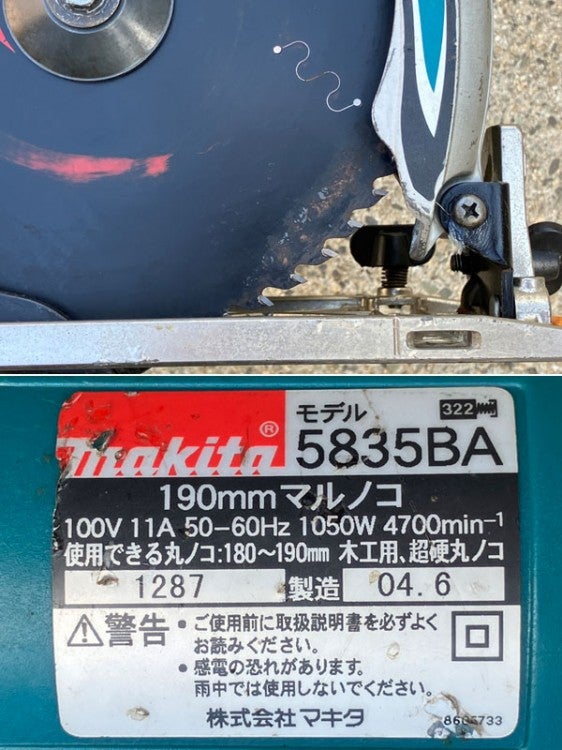 モデル 322
makita® 5835BA
190mmマルノコ
100V 11A 50-60Hz 1050W 4700min⁻¹
使用できる丸ノコ:180〜190mm 木工用、超硬丸ノコ
1287 製造 04.6
⚠警告 ・ご使用前に取扱説明書を必ずよく
お読みください。
・感電の恐れがあります。
雨中では使用しないでください。
株式会社マキタ